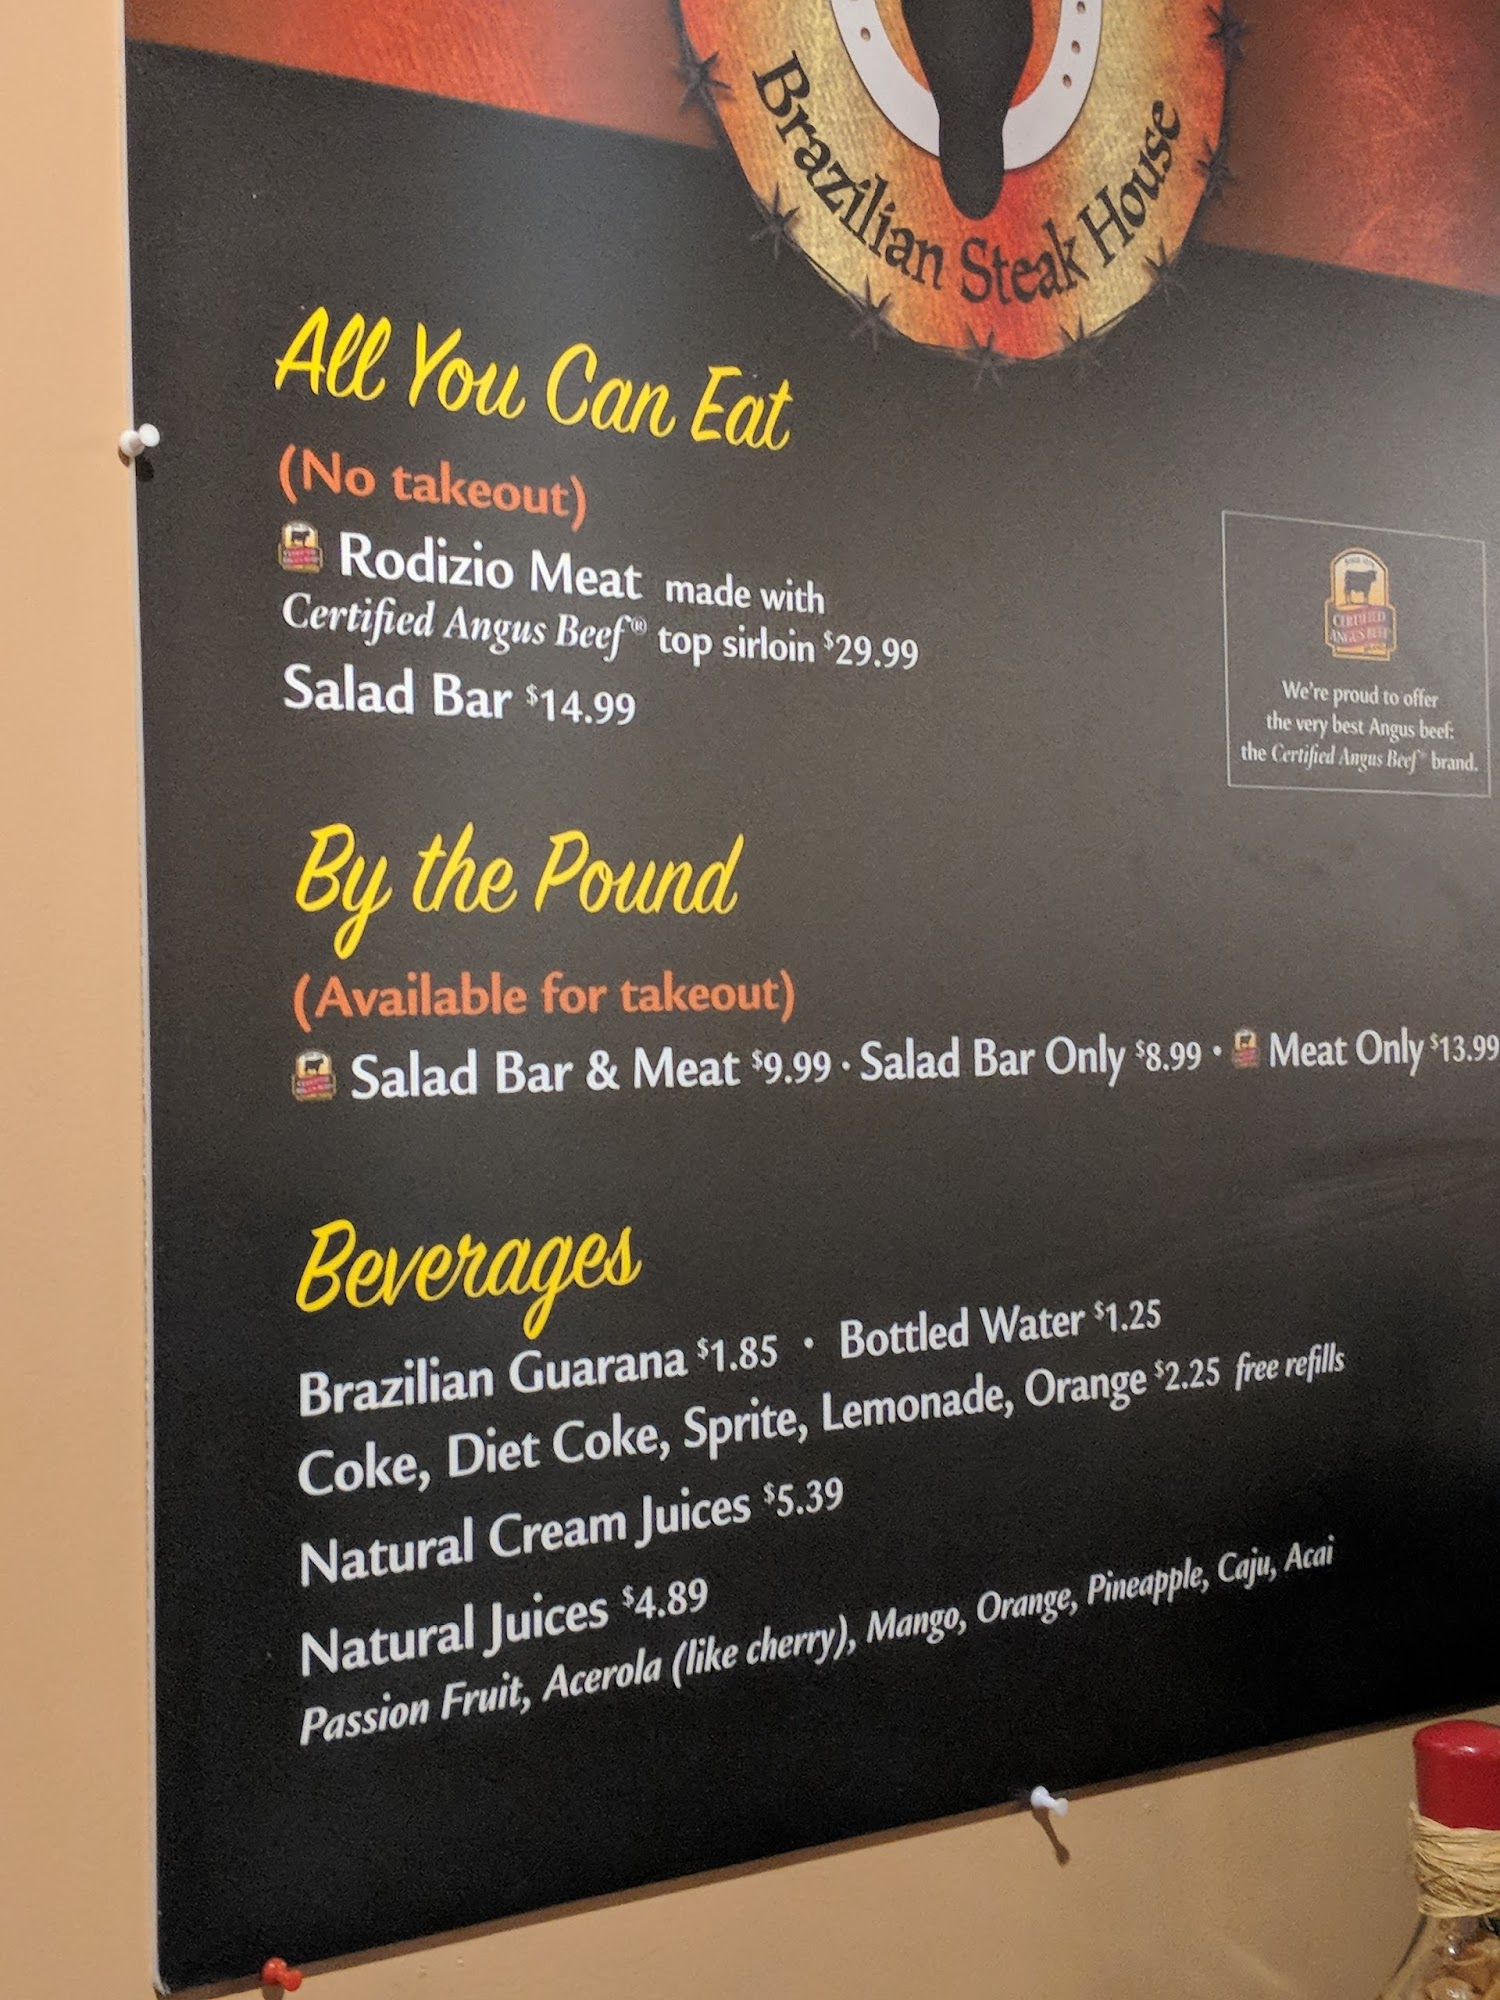 Brazilian Steak House
All You Can Eat
(No takeout)
Rodizio Meat made with
Certified Angus Beef® top sirloin $29.99
Salad Bar $14.99
CERTIFIED
ANGUS BEEF
We're proud to offer
the very best Angus beef:
the Certified Angus Beef® brand.
By the Pound
(Available for takeout)
Salad Bar & Meat $9.99 · Salad Bar Only $8.99 · Meat Only $13.99
Beverages
Brazilian Guarana $1.85 · Bottled Water $1.25
Coke, Diet Coke, Sprite, Lemonade, Orange $2.25 free refills
Natural Cream Juices $5.39
Natural Juices $4.89
Passion Fruit, Acerola (like cherry), Mango, Orange, Pineapple, Caju, Acai